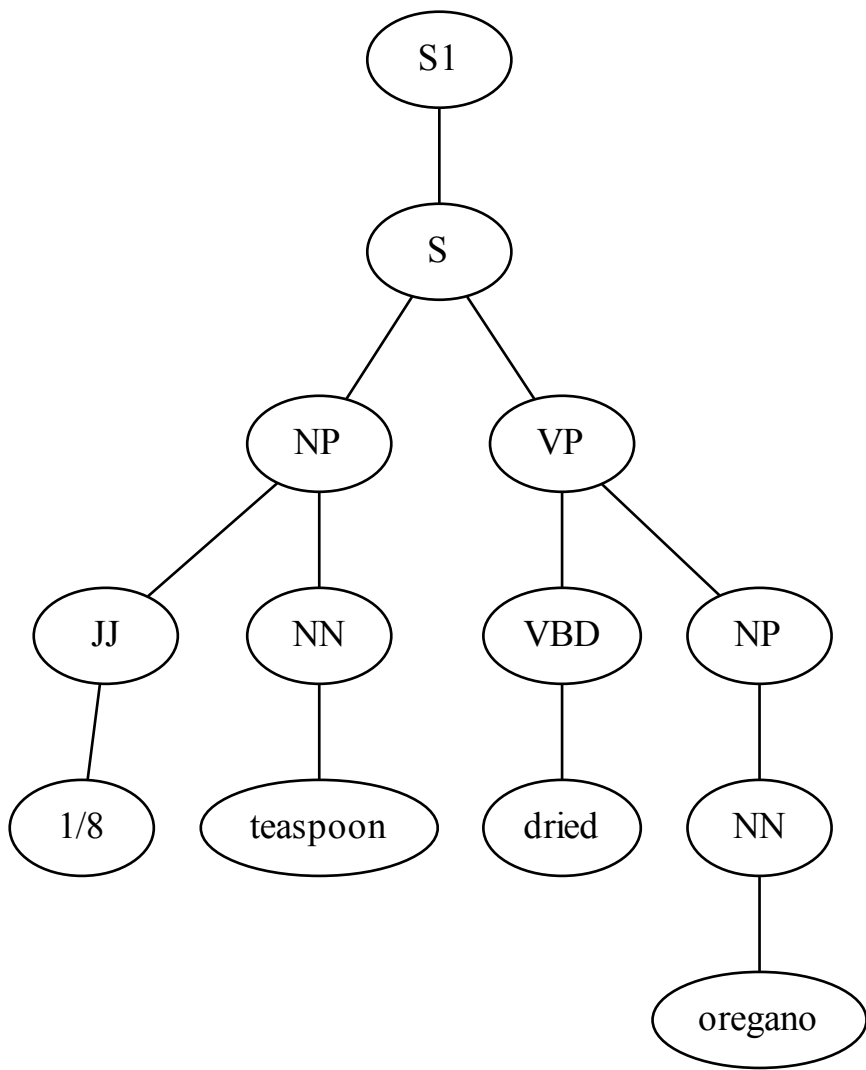 S1
S
NP VP
JJ NN VBD NP
1/8 teaspoon dried NN
oregano